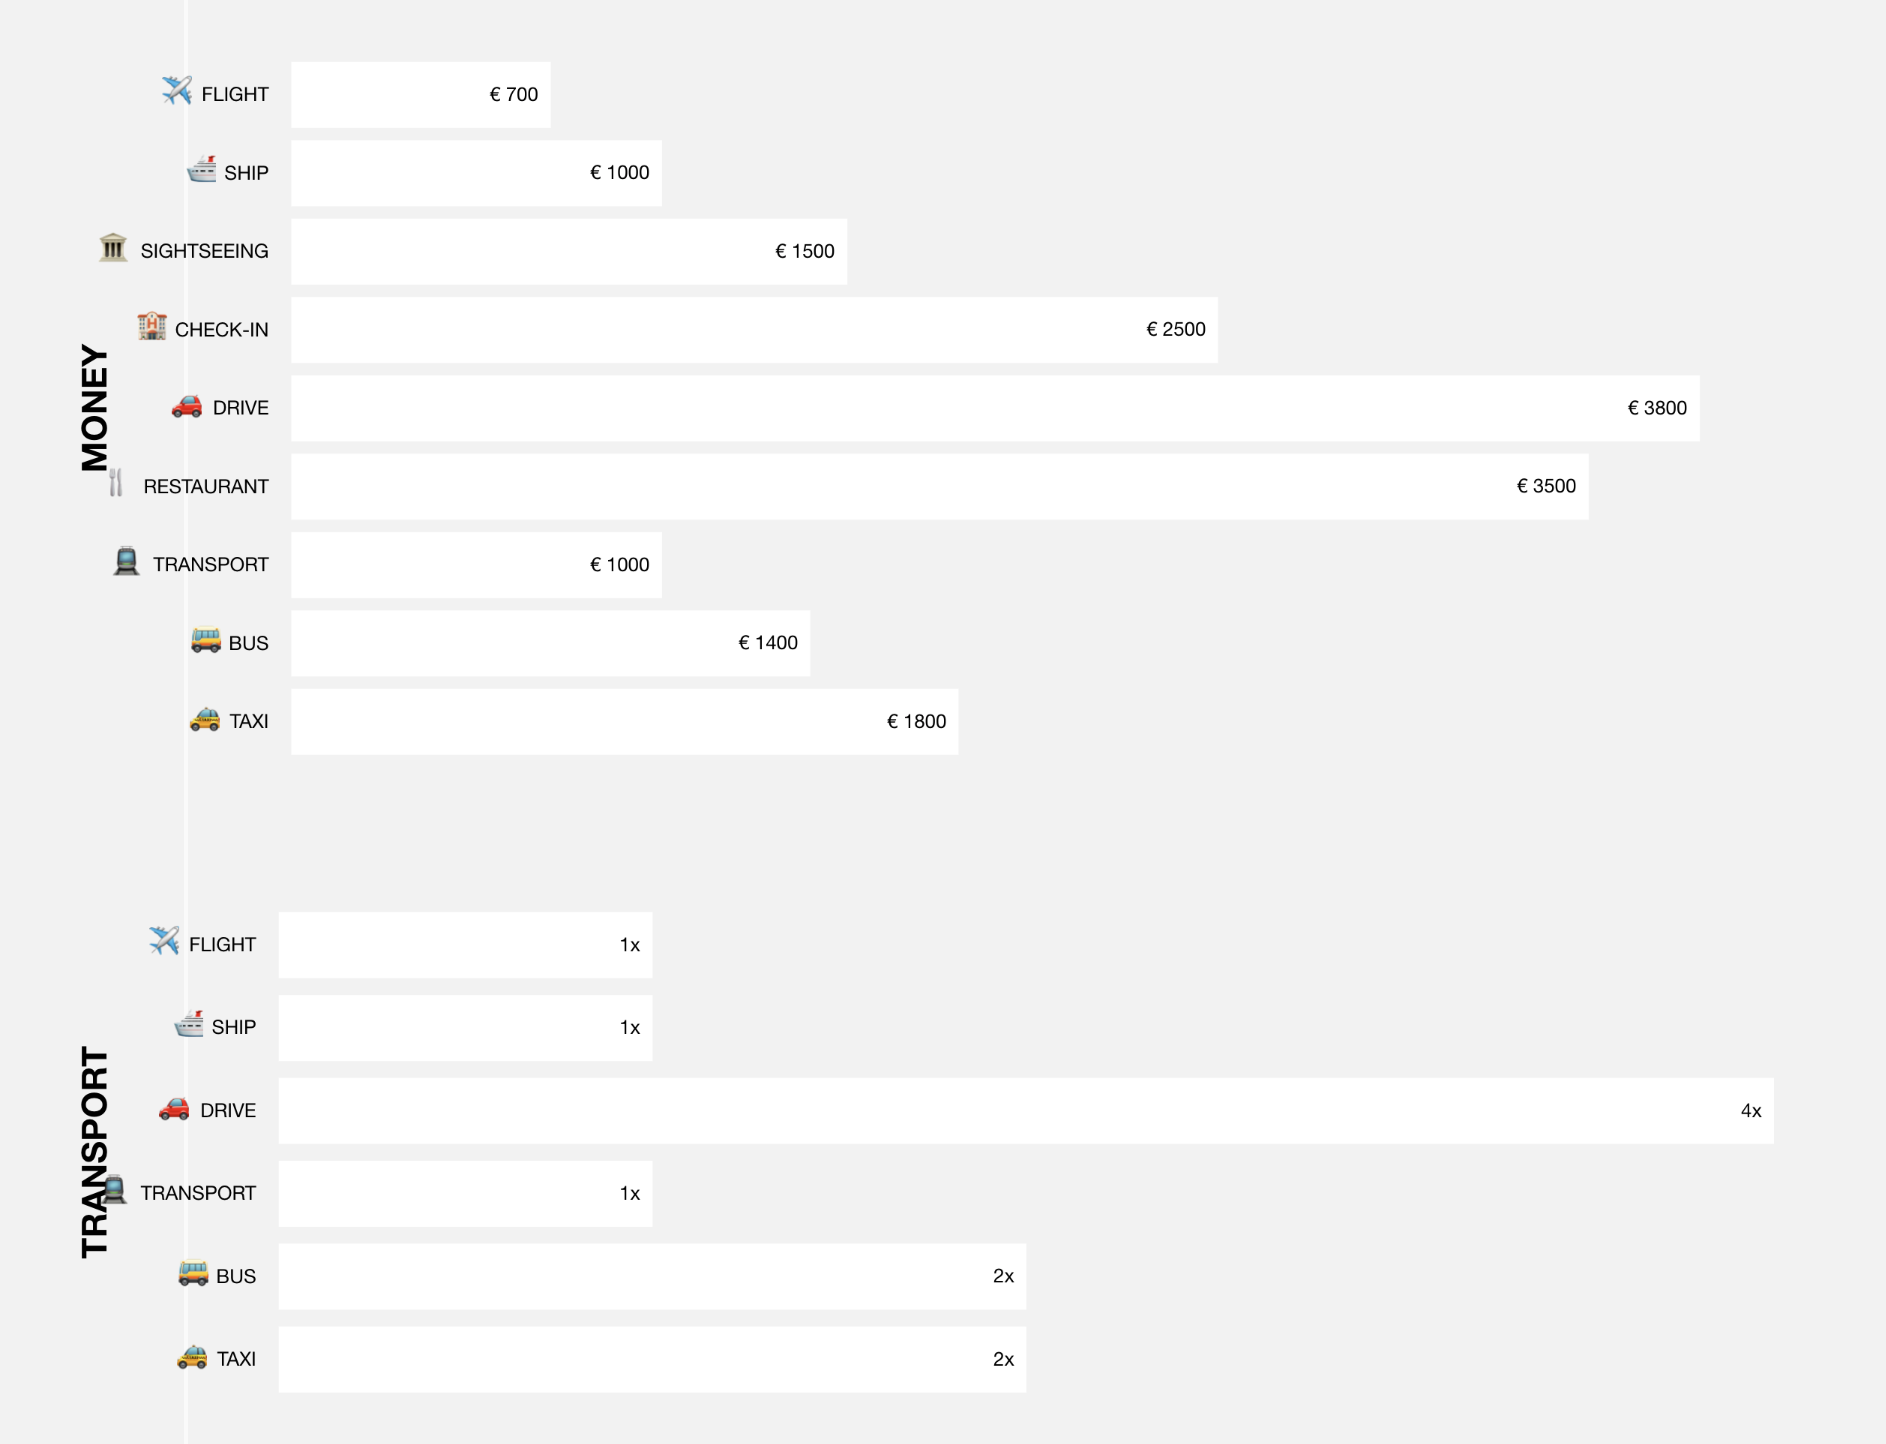 MONEY
FLIGHT € 700
SHIP € 1000
SIGHTSEEING € 1500
CHECK-IN € 2500
DRIVE € 3800
RESTAURANT € 3500
TRANSPORT € 1000
BUS € 1400
TAXI € 1800
TRANSPORT
FLIGHT 1x
SHIP 1x
DRIVE 4x
TRANSPORT 1x
BUS 2x
TAXI 2x